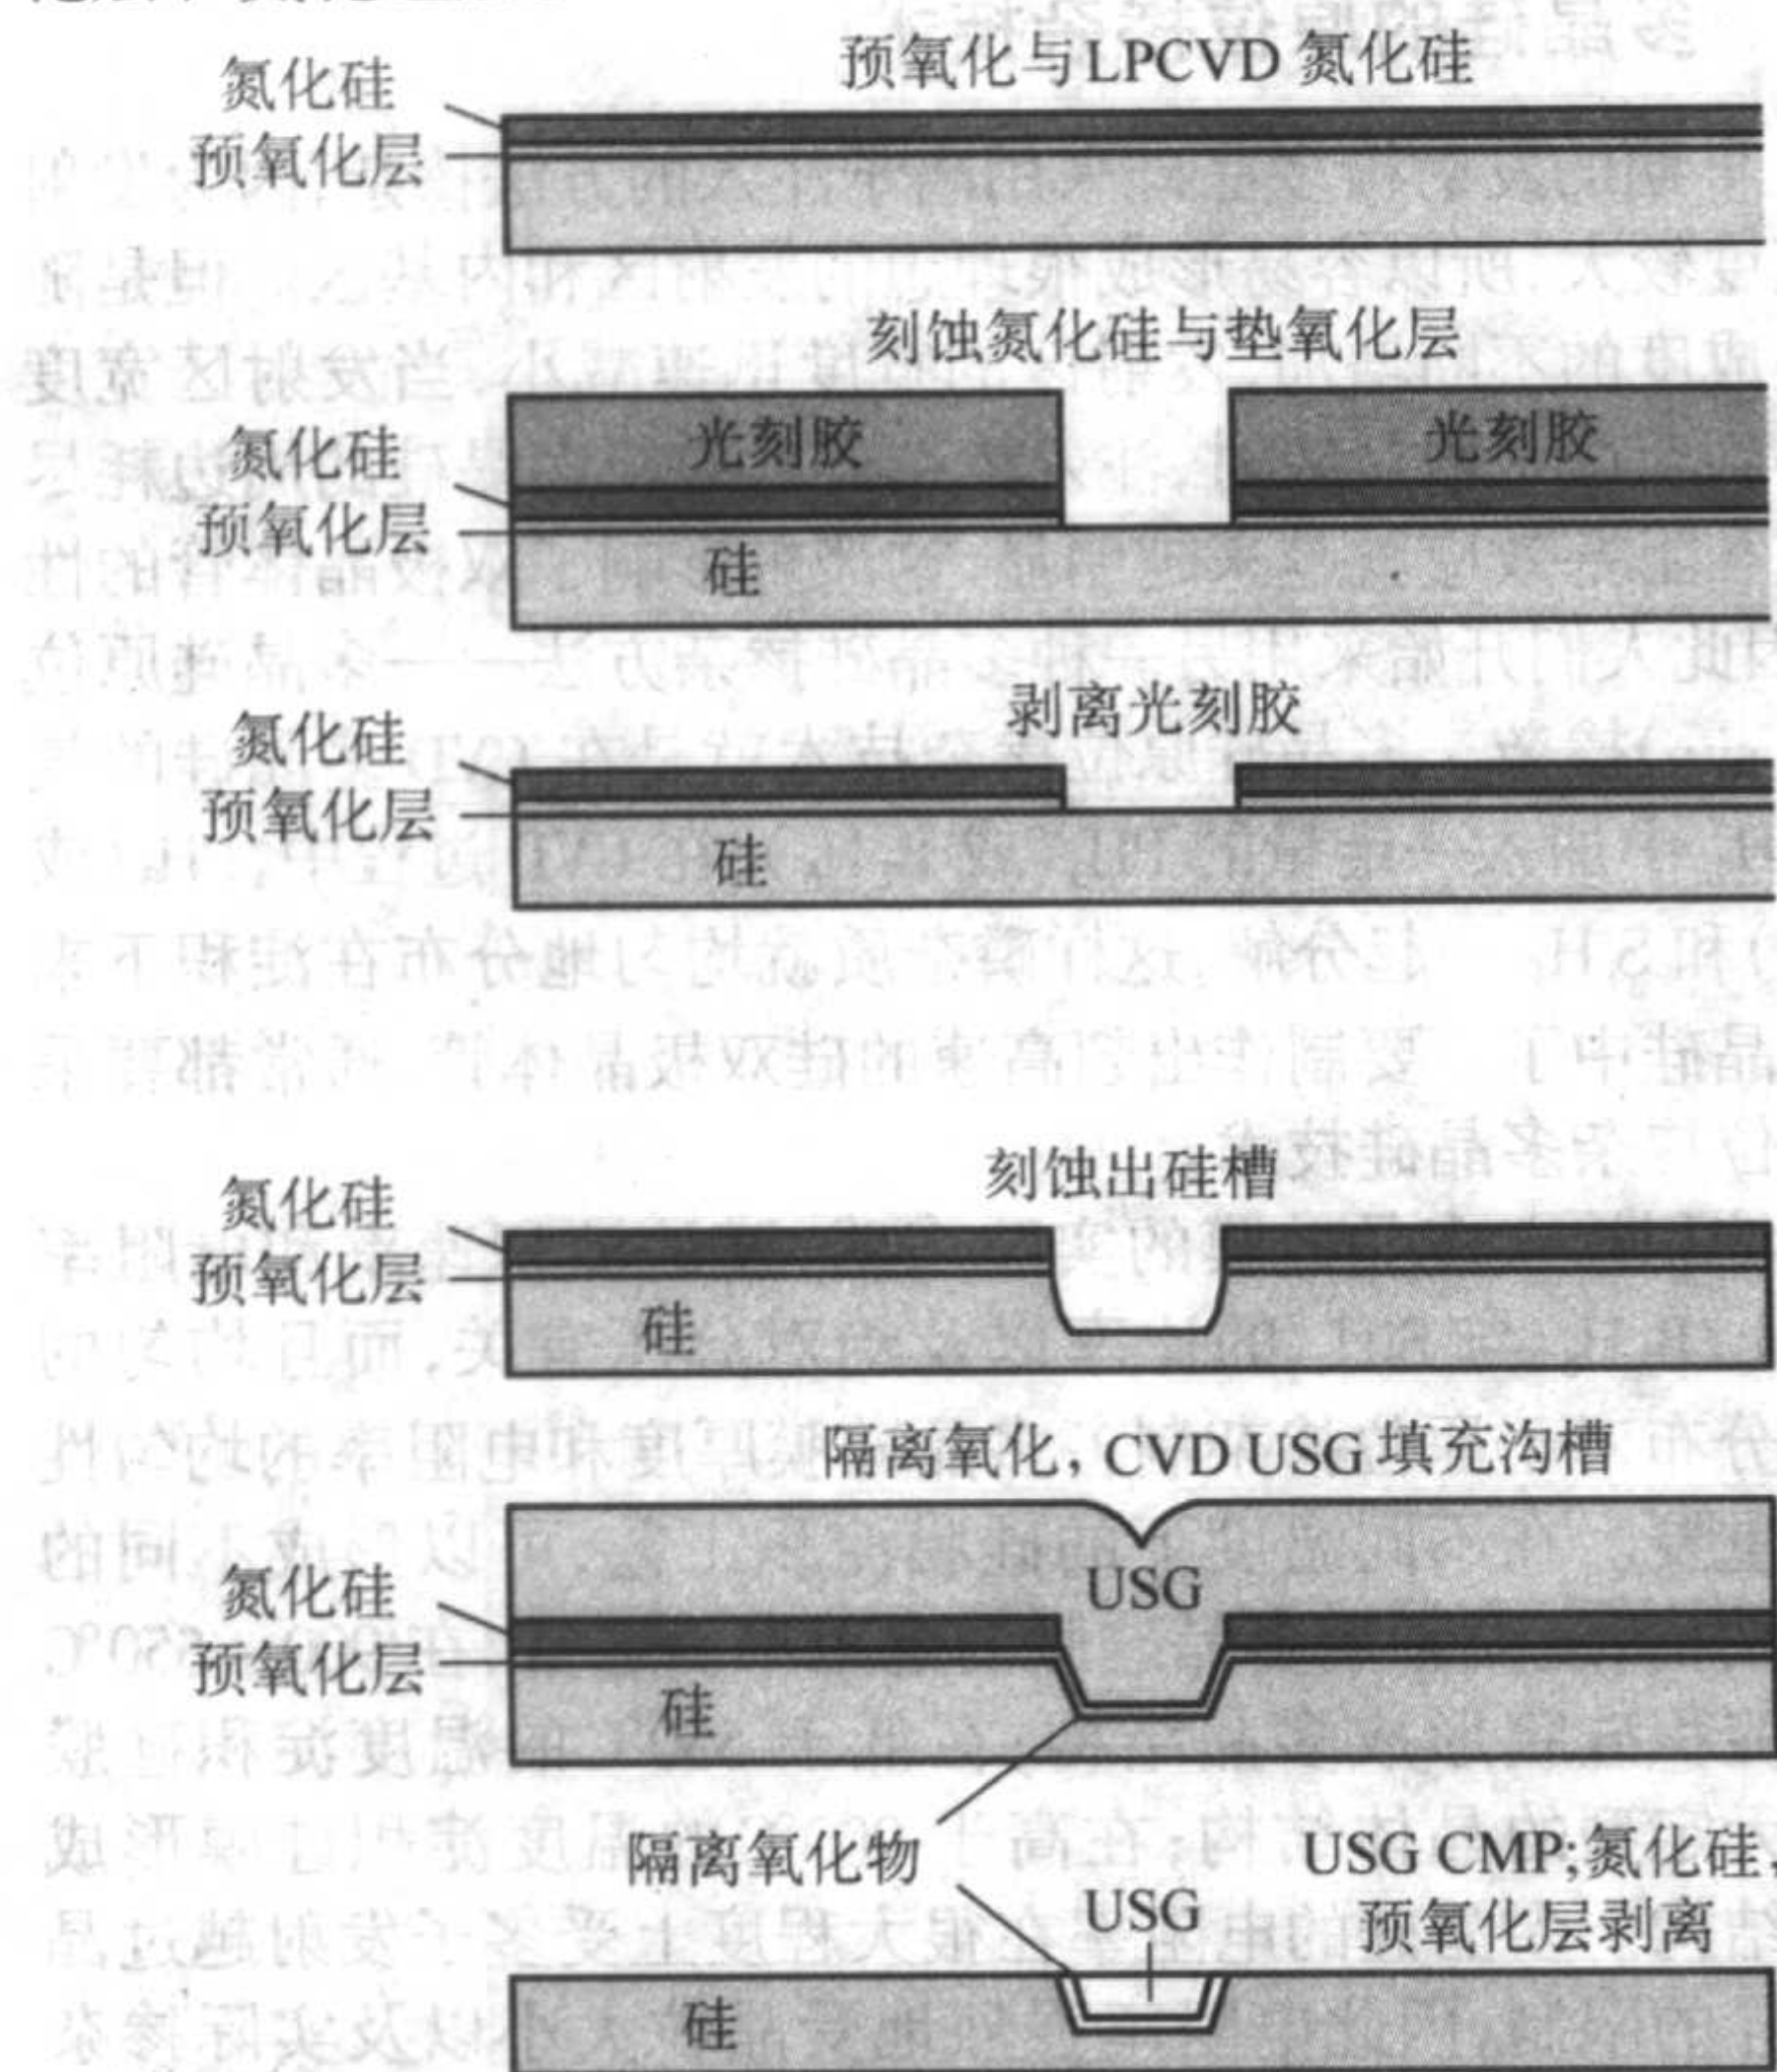 预氧化与LPCVD 氮化硅
氮化硅
预氧化层
刻蚀氮化硅与垫氧化层
光刻胶
光刻胶
氮化硅
预氧化层
硅
剥离光刻胶
氮化硅
预氧化层
硅
刻蚀出硅槽
氮化硅
预氧化层
硅
隔离氧化, CVD USG 填充沟槽
USG
氮化硅
预氧化层
硅
隔离氧化物
USG CMP;氮化硅,
预氧化层剥离
USG
硅